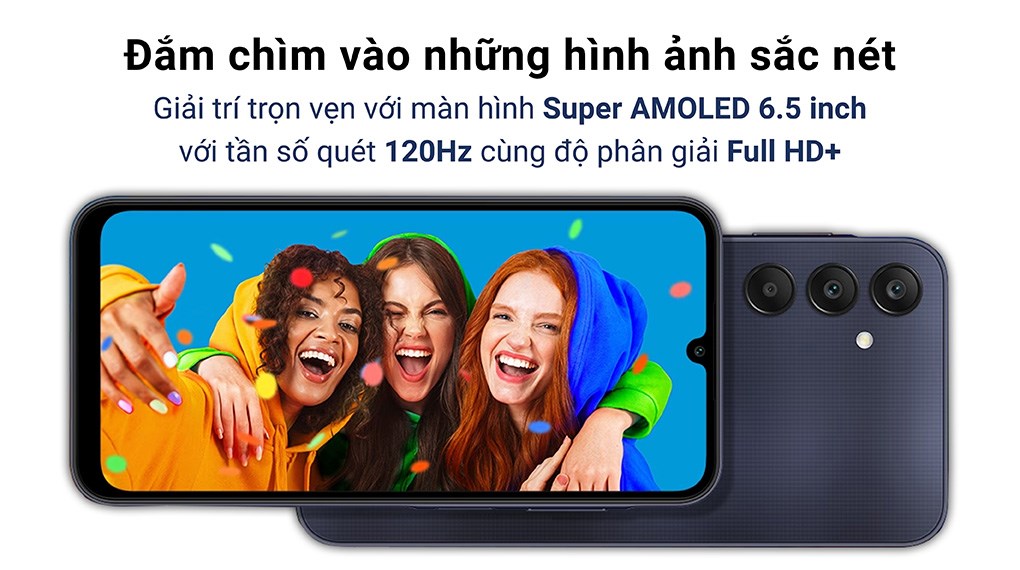 Đắm chìm vào những hình ảnh sắc nét
Giải trí trọn vẹn với màn hình Super AMOLED 6.5 inch
với tần số quét 120Hz cùng độ phân giải Full HD+